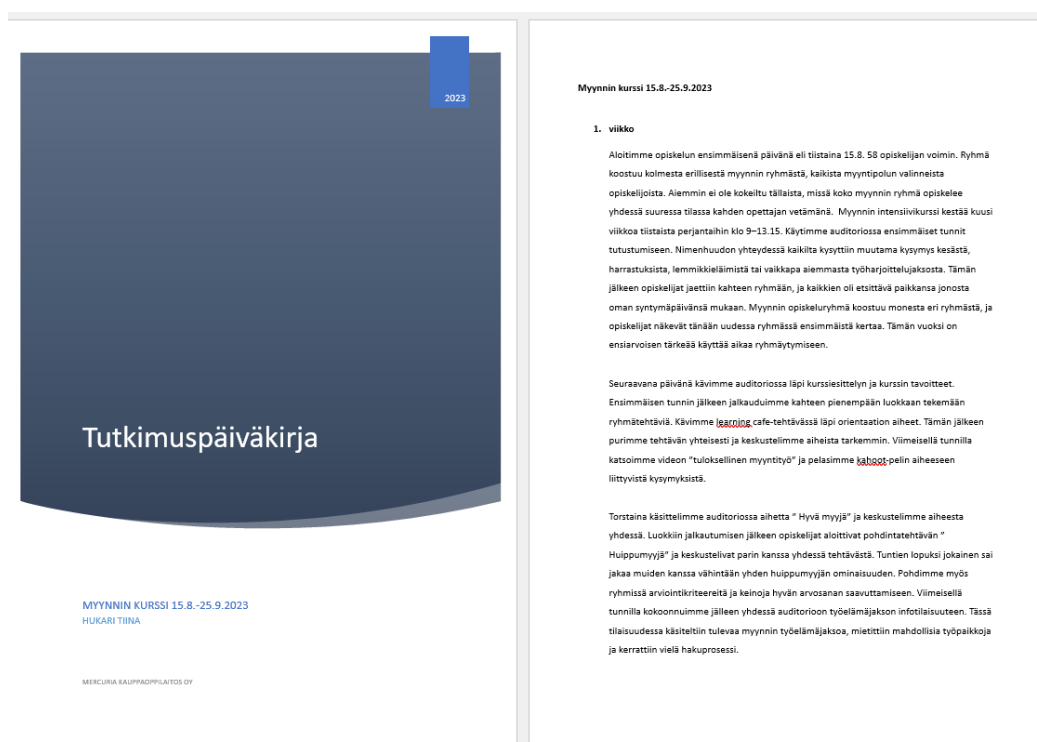 2023
Tutkimuspäiväkirja
MYYNNIN KURSSI 15.8.-25.9.2023
HUKARI TIINA
MERCURIA KAUPPAOPPILAITOS OY
Myynnin kurssi 15.8.-25.9.2023
1. viikko
Aloitimme opiskelun ensimmäisenä päivänä eli tiistaina 15.8. 58 opiskelijan voimin. Ryhmä
koostuu kolmesta erillisestä myynnin ryhmästä, kaikista myyntipolun valinneista
opiskelijoista. Aiemmin ei ole kokeiltu tällaista, missä koko myynnin ryhmä opiskelee
yhdessä suuressa tilassa kahden opettajan vetämänä. Myynnin intensiivikurssi kestää kuusi
viikkoa tiistaista perjantaihin klo 9–13.15. Käytimme auditoriossa ensimmäiset tunnit
tutustumiseen. Nimenhuudon yhteydessä kaikilta kysyttiin muutama kysymys kesästä,
harrastuksista, lemmikkieläimistä tai vaikkapa aiemmasta työharjoittelujaksosta. Tämän
jälkeen opiskelijat jaettiin kahteen ryhmään, ja kaikkien oli etsittävä paikkansa jonosta
oman syntymäpäivänsä mukaan. Myynnin opiskeluryhmä koostuu monesta eri ryhmästä, ja
opiskelijat näkevät tänään uudessa ryhmässä ensimmäistä kertaa. Tämän vuoksi on
ensiarvoisen tärkeää käyttää aikaa ryhmäytymiseen.
Seuraavana päivänä kävimme auditoriossa läpi kurssiesittelyn ja kurssin tavoitteet.
Ensimmäisen tunnin jälkeen jalkauduimme kahteen pienempään luokkaan tekemään
ryhmätehtäviä. Kävimme learning cafe-tehtävässä läpi orientaation aiheet. Tämän jälkeen
purimme tehtävän yhteisesti ja keskustelimme aiheista tarkemmin. Viimeisellä tunnilla
katsoimme videon ”tuloksellinen myyntityö” ja pelasimme kahoot-pelin aiheeseen
liittyvistä kysymyksistä.
Torstaina käsittelimme auditoriossa aihetta ” Hyvä myyjä” ja keskustelimme aiheesta
yhdessä. Luokkiin jalkautumisen jälkeen opiskelijat aloittivat pohdintatehtävän ”
Huippumyyjä” ja keskustelivat parin kanssa yhdessä tehtävästä. Tuntien lopuksi jokainen sai
jakaa muiden kanssa vähintään yhden huippumyyjän ominaisuuden. Pohdimme myös
ryhmissä arviointikriteereitä ja keinoja hyvän arvosanan saavuttamiseen. Viimeisellä
tunnilla kokoonnuimme jälleen yhdessä auditorioon työelämäjakson infotilaisuuteen. Tässä
tilaisuudessa käsiteltiin tulevaa myynnin työelämäjaksoa, mietittiin mahdollisia työpaikkoja
ja kerrattiin vielä hakuprosessi.